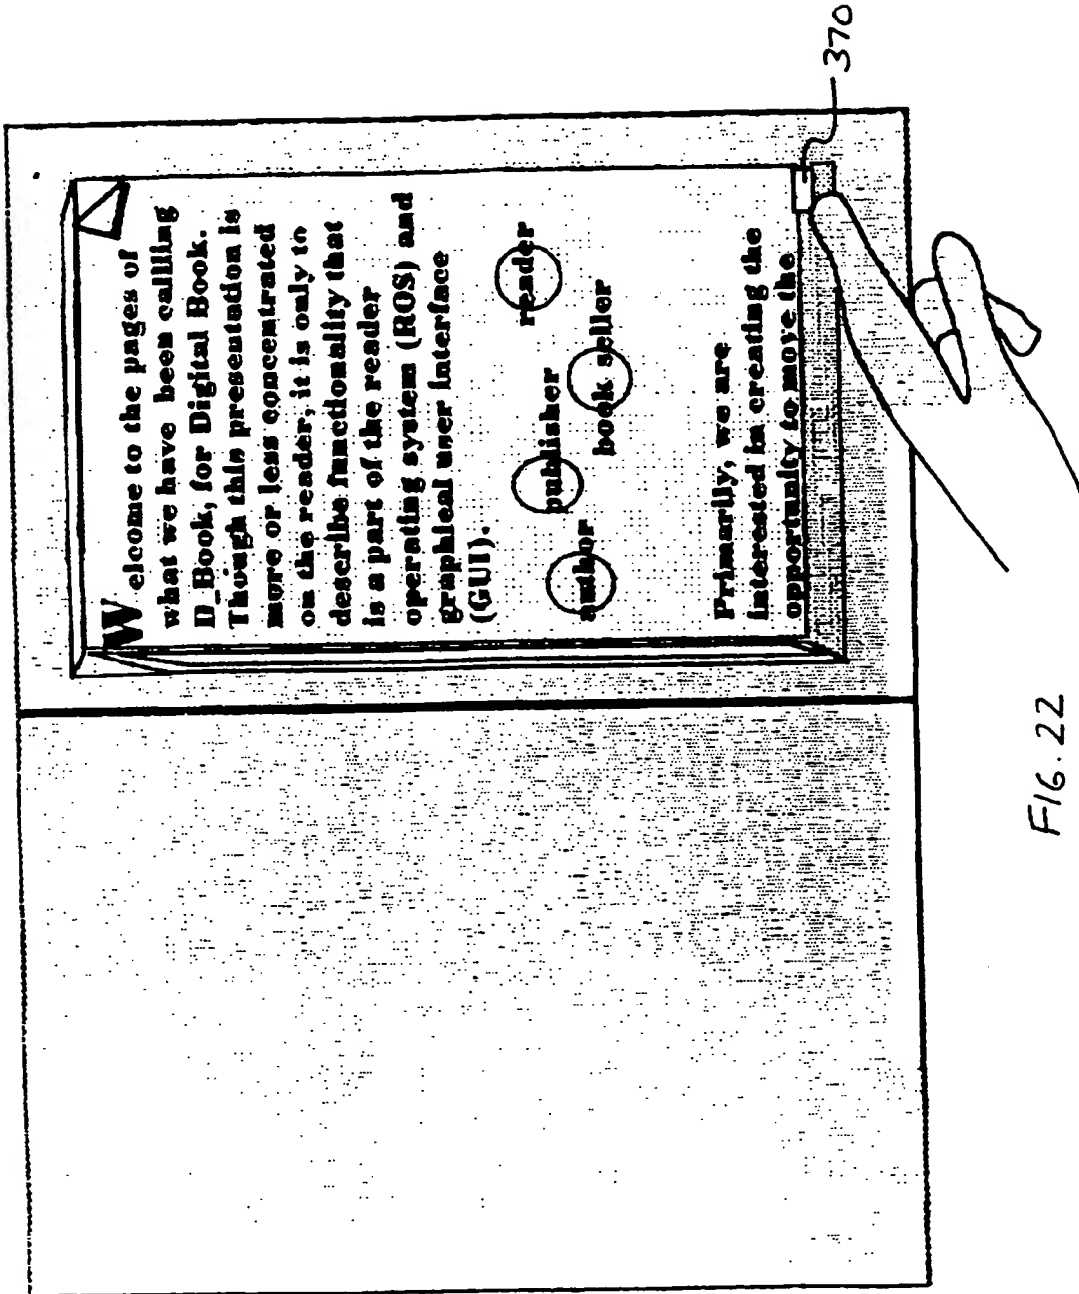 Welcome to the pages of
what we have been callling
D_Book, for Digital Book.
Though this presentation is
more or less concentrated
on the reader, it is only to
describe functionality that
is a part of the reader
operating system (ROS) and
graphical user interface
(GUI).
author publisher book seller reader
Primarily, we are
interested in creating the
opportunity to move the
370
FIG. 22